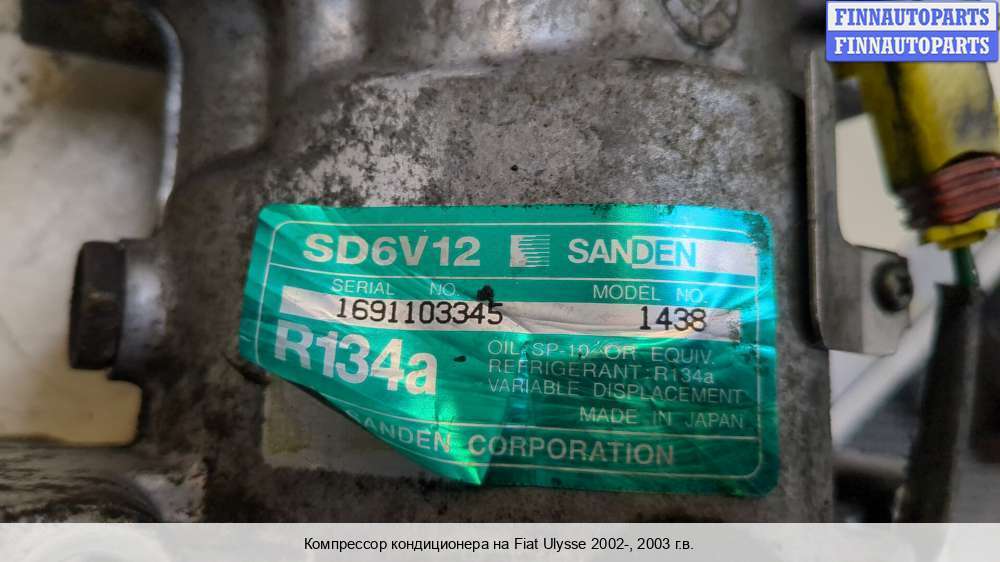 FINNAUTOPARTS
FINNAUTOPARTS
SD6V12 SANDEN
SERIAL NO. MODEL NO.
1691103345 1438
R134a
OIL: SP-10 OR EQUIV.
REFRIGERANT: R134a
VARIABLE DISPLACEMENT
MADE IN JAPAN
SANDEN CORPORATION
Компрессор кондиционера на Fiat Ulysse 2002-, 2003 г.в.